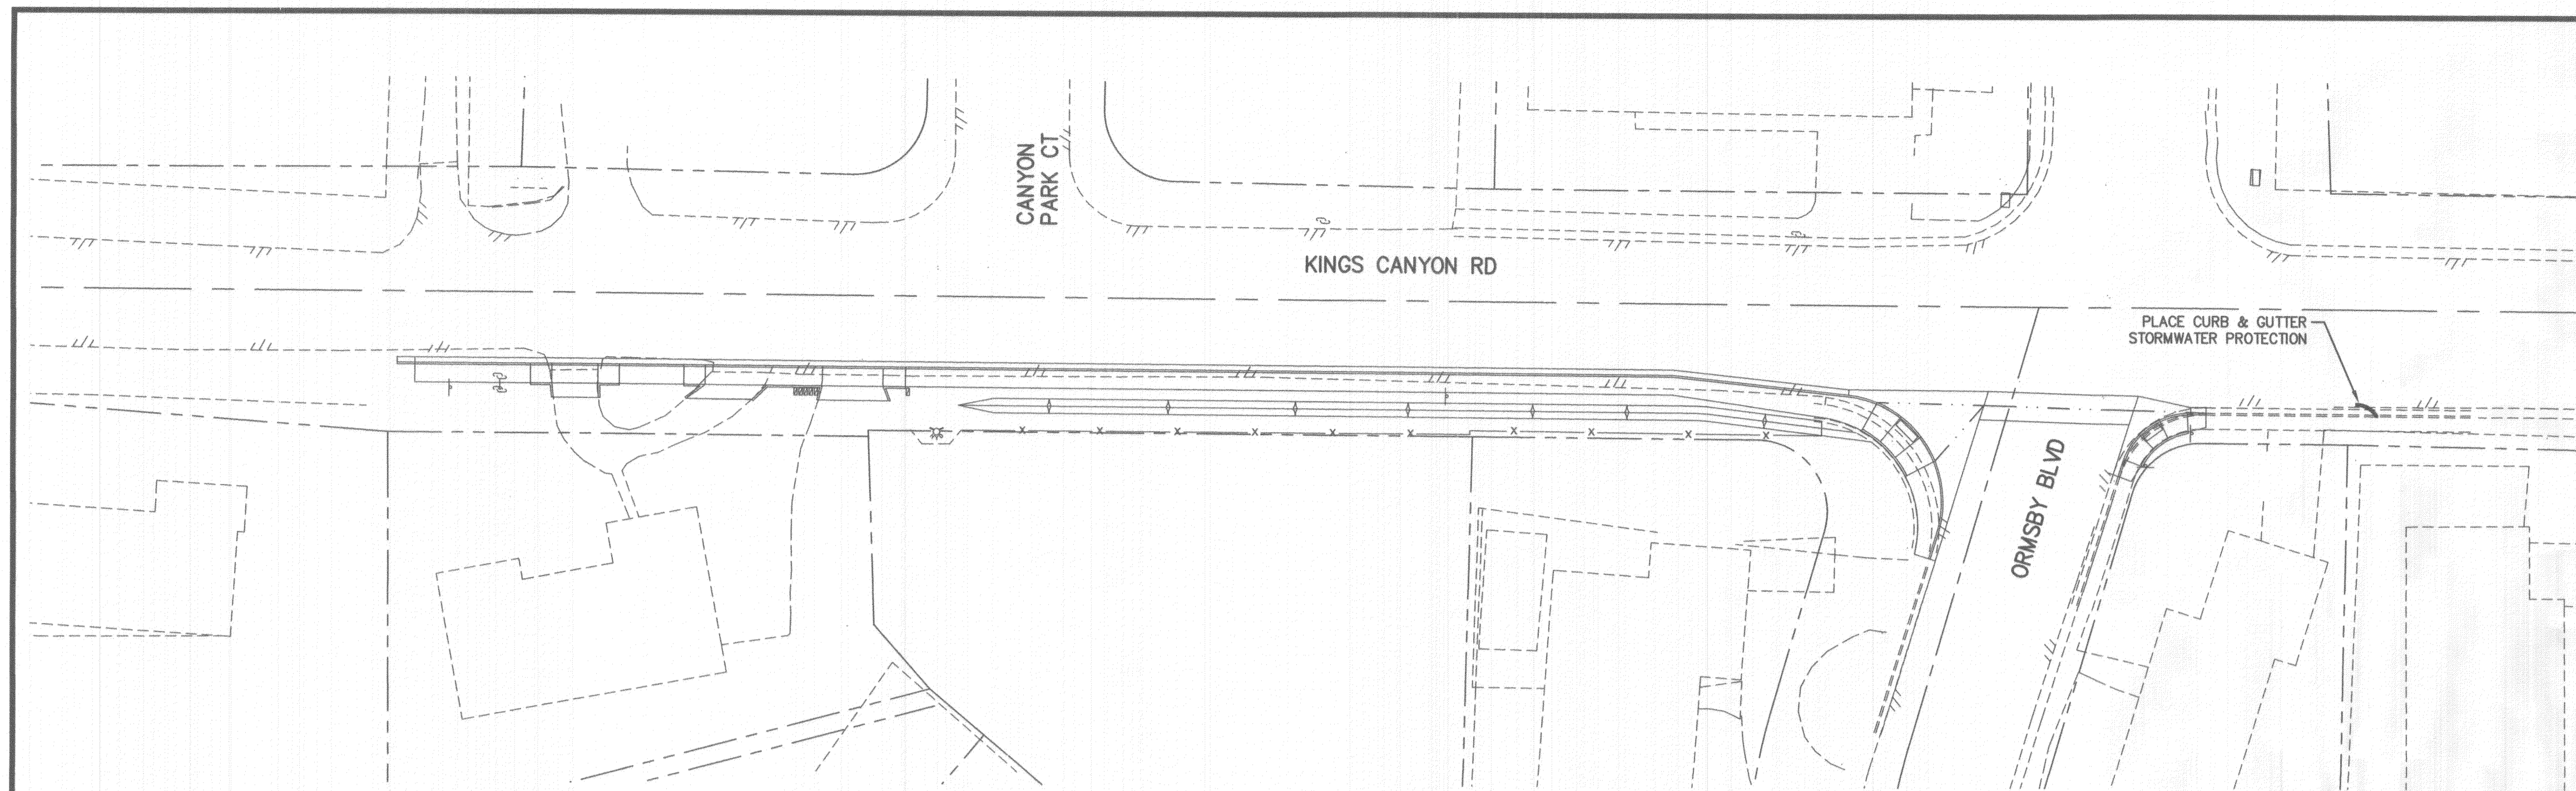 CANYON
PARK CT
KINGS CANYON RD
PLACE CURB & GUTTER
STORMWATER PROTECTION
ORMSBY BLVD